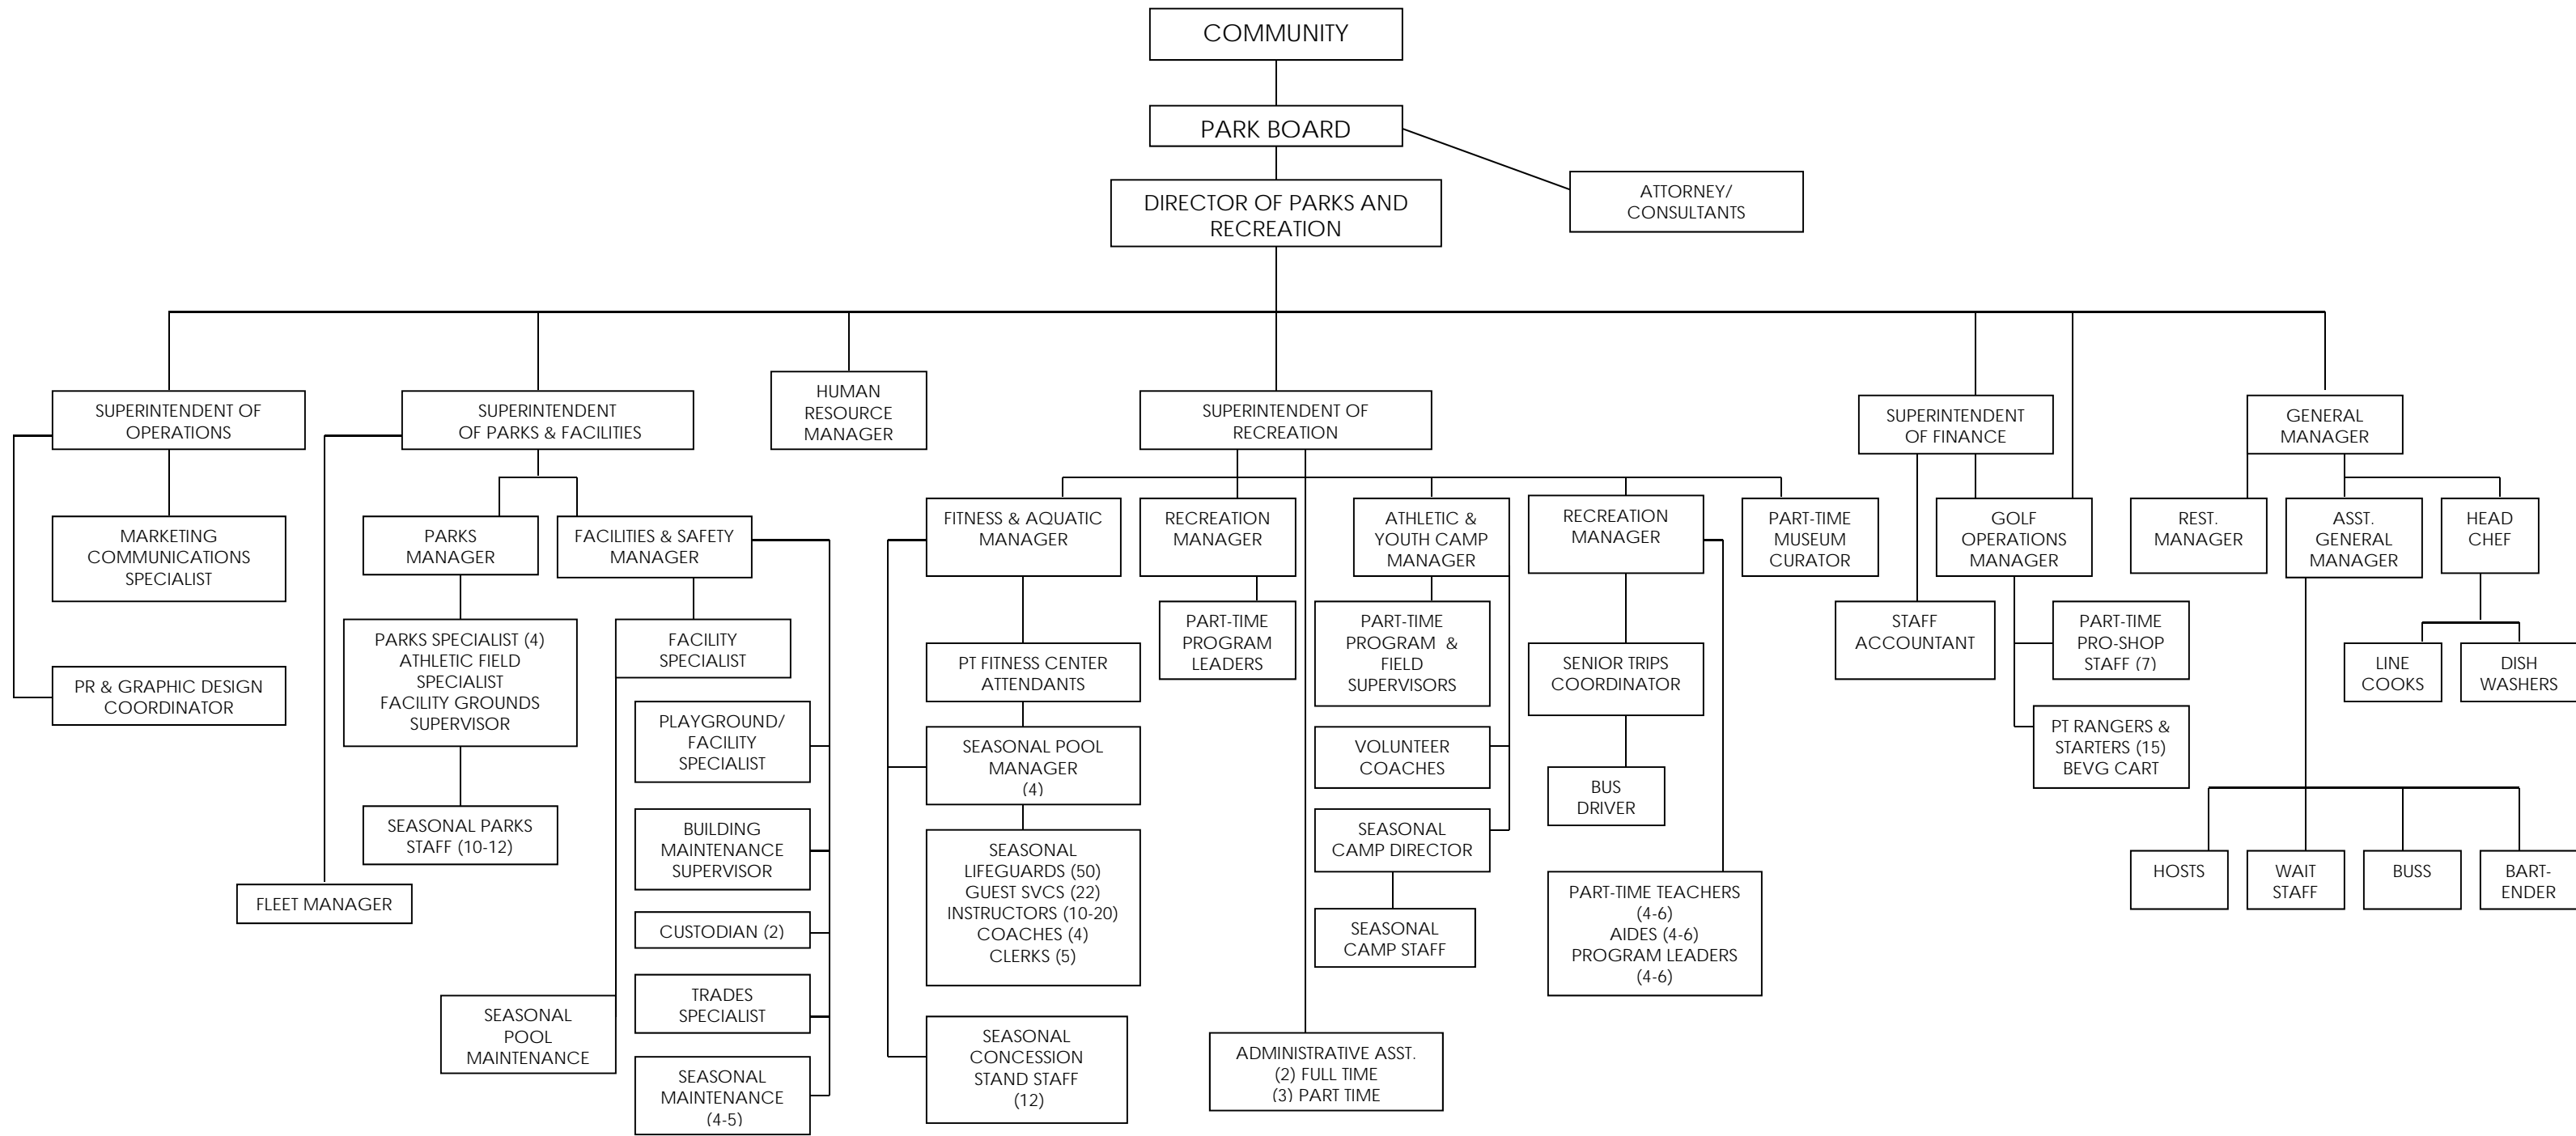 COMMUNITY
PARK BOARD
ATTORNEY/
CONSULTANTS
DIRECTOR OF PARKS AND
RECREATION
SUPERINTENDENT OF
OPERATIONS
SUPERINTENDENT
OF PARKS & FACILITIES
HUMAN
RESOURCE
MANAGER
SUPERINTENDENT OF
RECREATION
SUPERINTENDENT
OF FINANCE
GENERAL
MANAGER
MARKETING
COMMUNICATIONS
SPECIALIST
PR & GRAPHIC DESIGN
COORDINATOR
PARKS
MANAGER
FACILITIES & SAFETY
MANAGER
PARKS SPECIALIST (4)
ATHLETIC FIELD
SPECIALIST
FACILITY GROUNDS
SUPERVISOR
SEASONAL PARKS
STAFF (10-12)
FLEET MANAGER
FACILITY
SPECIALIST
SEASONAL
POOL
MAINTENANCE
PLAYGROUND/
FACILITY
SPECIALIST
BUILDING
MAINTENANCE
SUPERVISOR
CUSTODIAN (2)
TRADES
SPECIALIST
SEASONAL
MAINTENANCE
(4-5)
FITNESS & AQUATIC
MANAGER
PT FITNESS CENTER
ATTENDANTS
SEASONAL POOL
MANAGER
(4)
SEASONAL
LIFEGUARDS (50)
GUEST SVCS (22)
INSTRUCTORS (10-20)
COACHES (4)
CLERKS (5)
SEASONAL
CONCESSION
STAND STAFF
(12)
RECREATION
MANAGER
PART-TIME
PROGRAM
LEADERS
ADMINISTRATIVE ASST.
(2) FULL TIME
(3) PART TIME
ATHLETIC &
YOUTH CAMP
MANAGER
PART-TIME
PROGRAM &
FIELD
SUPERVISORS
VOLUNTEER
COACHES
SEASONAL
CAMP DIRECTOR
SEASONAL
CAMP STAFF
RECREATION
MANAGER
SENIOR TRIPS
COORDINATOR
BUS
DRIVER
PART-TIME TEACHERS
(4-6)
AIDES (4-6)
PROGRAM LEADERS
(4-6)
PART-TIME
MUSEUM
CURATOR
STAFF
ACCOUNTANT
GOLF
OPERATIONS
MANAGER
PART-TIME
PRO-SHOP
STAFF (7)
PT RANGERS &
STARTERS (15)
BEVG CART
REST.
MANAGER
ASST.
GENERAL
MANAGER
HEAD
CHEF
LINE
COOKS
DISH
WASHERS
HOSTS
WAIT
STAFF
BUSS
BART-
ENDER